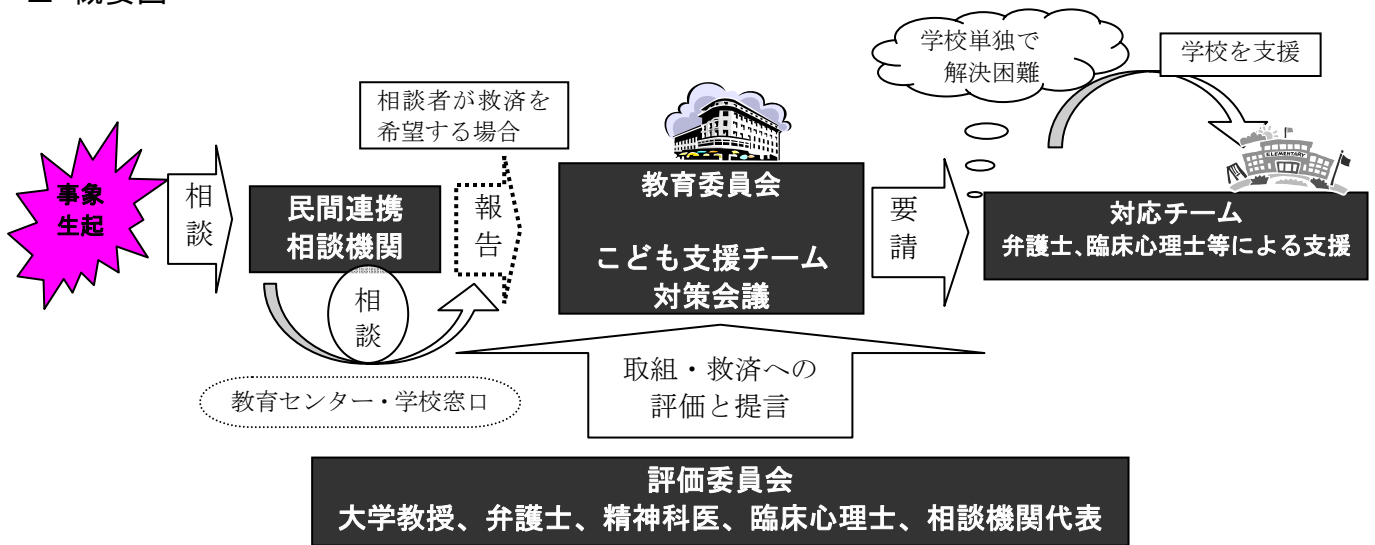 学校単独で
解決困難
学校を支援
相談者が救済を
希望する場合
事象
生起
相
談
民間連携
相談機関
報
告
教育委員会
こども支援チーム
対策会議
要
請
ELEMENTARY
対応チーム
弁護士、臨床心理士等による支援
相
談
教育センター・学校窓口
取組・救済への
評価と提言
評価委員会
大学教授、弁護士、精神科医、臨床心理士、相談機関代表